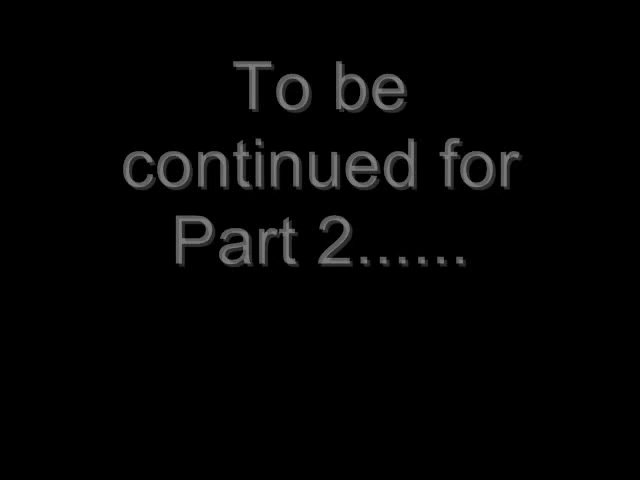 To be
continued for
Part 2......